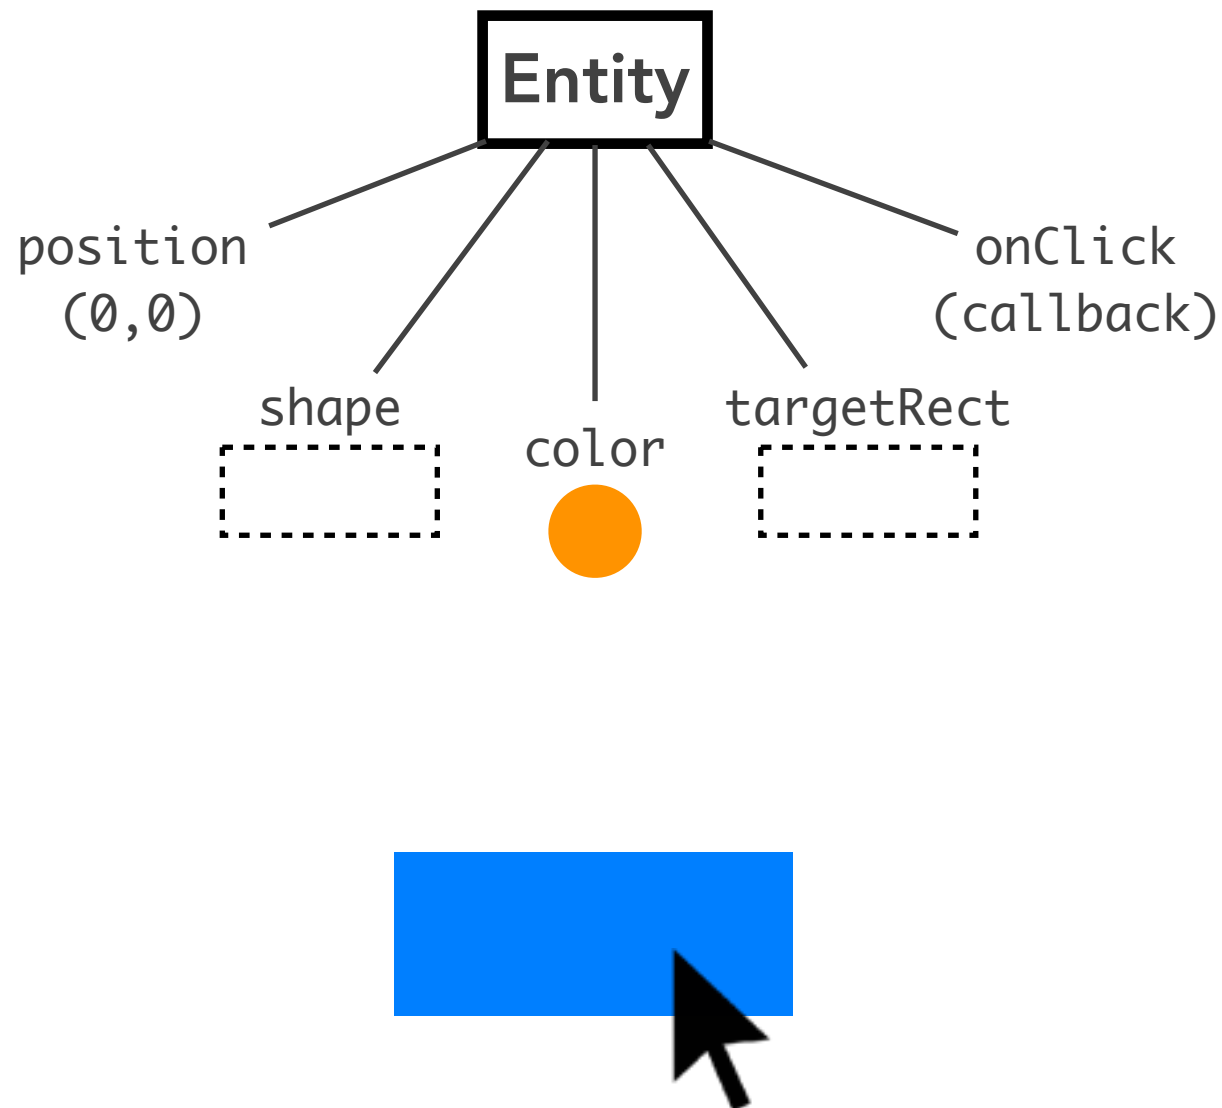 Entity
position
(0,0)
onClick
(callback)
shape
color
targetRect